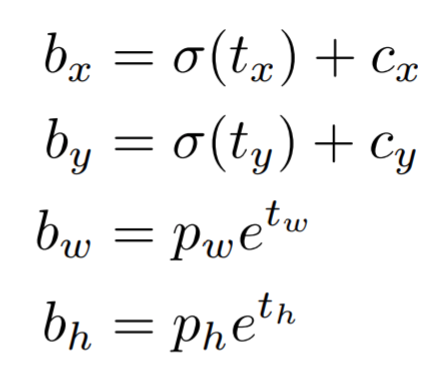 b_x = σ(t_x) + c_x
b_y = σ(t_y) + c_y
b_w = p_w e^{t_w}
b_h = p_h e^{t_h}